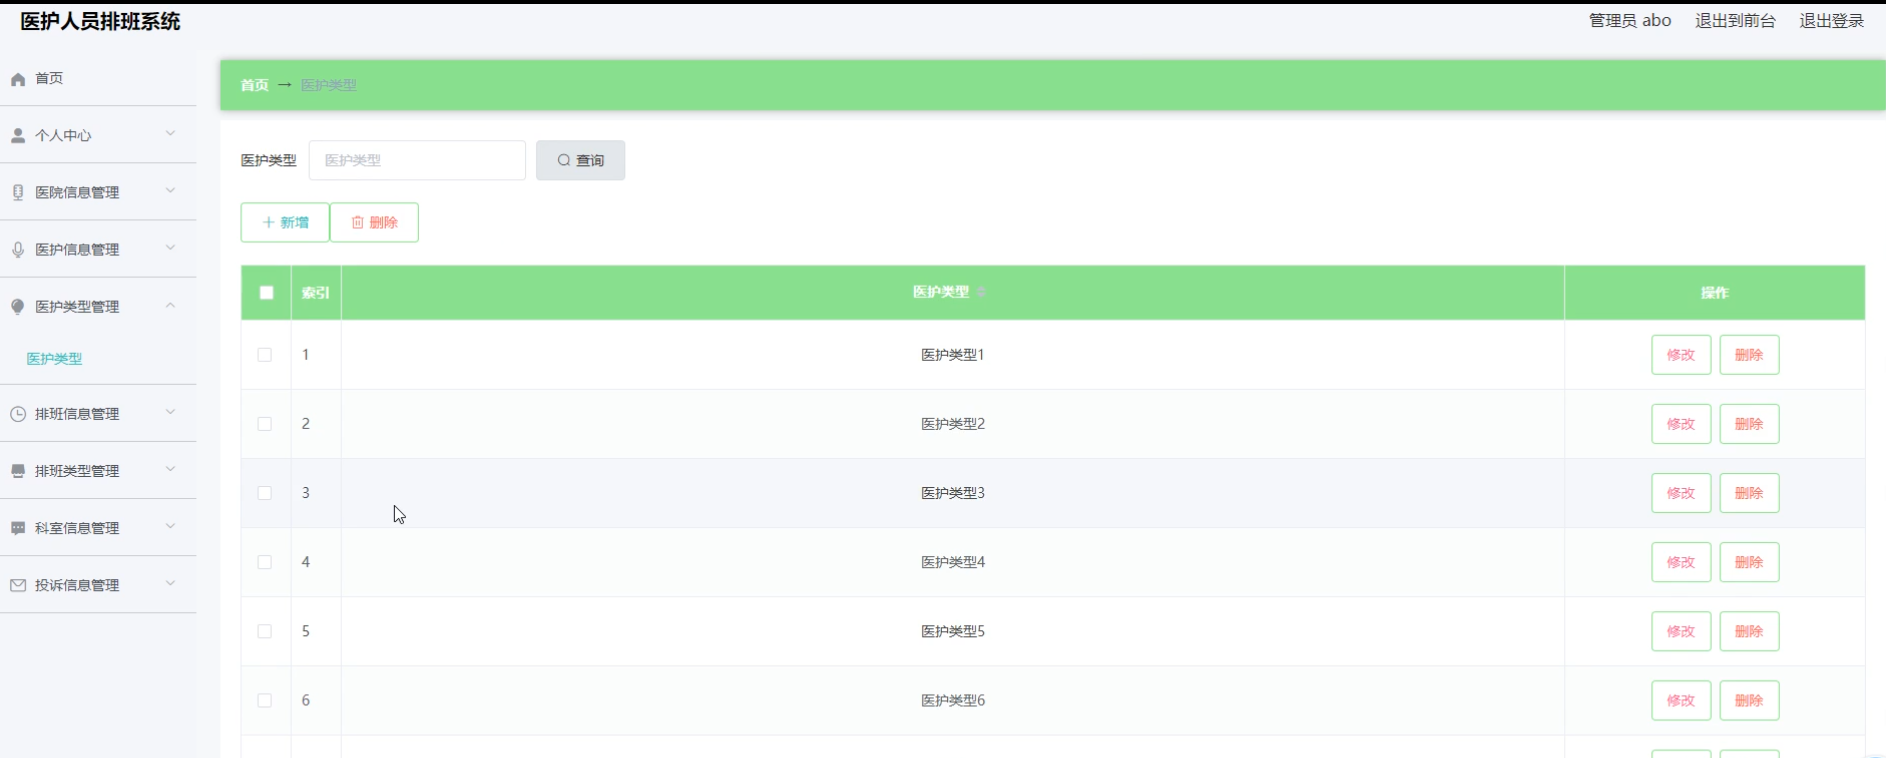 医护人员排班系统
管理员 abo 退出到前台 退出登录
首页
个人中心
医院信息管理
医护信息管理
医护类型管理
医护类型
排班信息管理
排班类型管理
科室信息管理
投诉信息管理
首页 → 医护类型
医护类型 医护类型 查询
新增 删除
索引 医护类型 操作
1 医护类型1 修改 删除
2 医护类型2 修改 删除
3 医护类型3 修改 删除
4 医护类型4 修改 删除
5 医护类型5 修改 删除
6 医护类型6 修改 删除